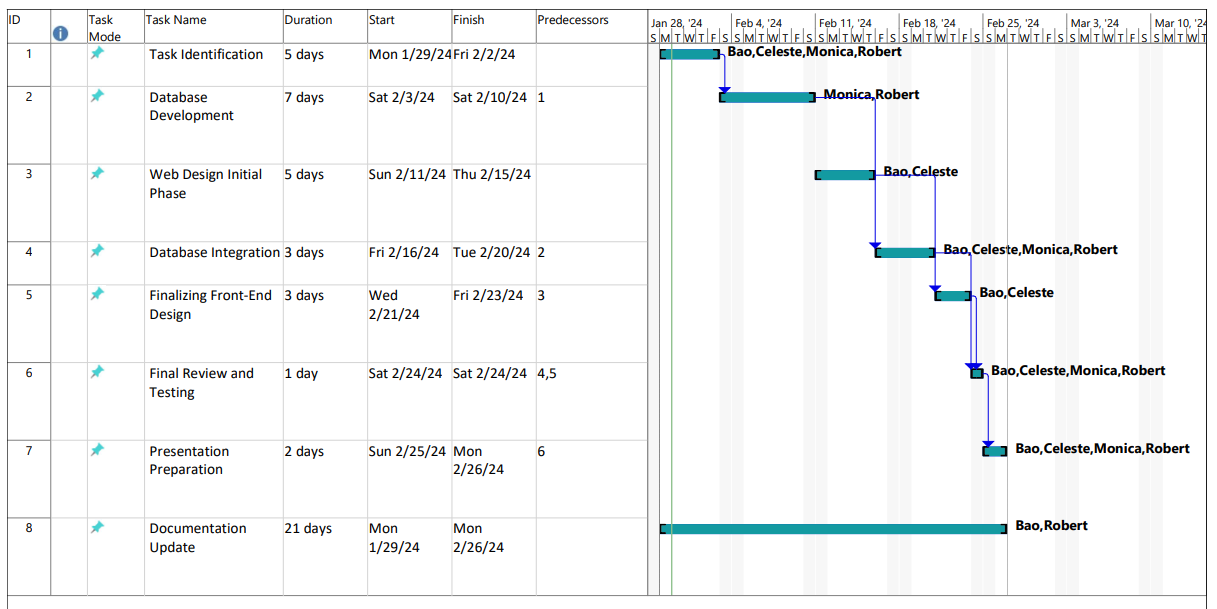 ID Task Mode Task Name Duration Start Finish Predecessors
Jan 28, '24 Feb 4, '24 Feb 11, '24 Feb 18, '24 Feb 25, '24 Mar 3, '24 Mar 10, '24
S M T W T F S S M T W T F S S M T W T F S S M T W T F S S M T W T F S S M T W T F S S M T W T
1 Task Identification 5 days Mon 1/29/24 Fri 2/2/24 Bao,Celeste,Monica,Robert
2 Database 7 days Sat 2/3/24 Sat 2/10/24 1 Monica,Robert
Development
3 Web Design Initial 5 days Sun 2/11/24 Thu 2/15/24 Bao,Celeste
Phase
4 Database Integration 3 days Fri 2/16/24 Tue 2/20/24 2 Bao,Celeste,Monica,Robert
5 Finalizing Front-End 3 days Wed Fri 2/23/24 3 Bao,Celeste
Design 2/21/24
6 Final Review and 1 day Sat 2/24/24 Sat 2/24/24 4,5 Bao,Celeste,Monica,Robert
Testing
7 Presentation 2 days Sun 2/25/24 Mon 6 Bao,Celeste,Monica,Robert
Preparation 2/26/24
8 Documentation 21 days Mon Mon Bao,Robert
Update 1/29/24 2/26/24